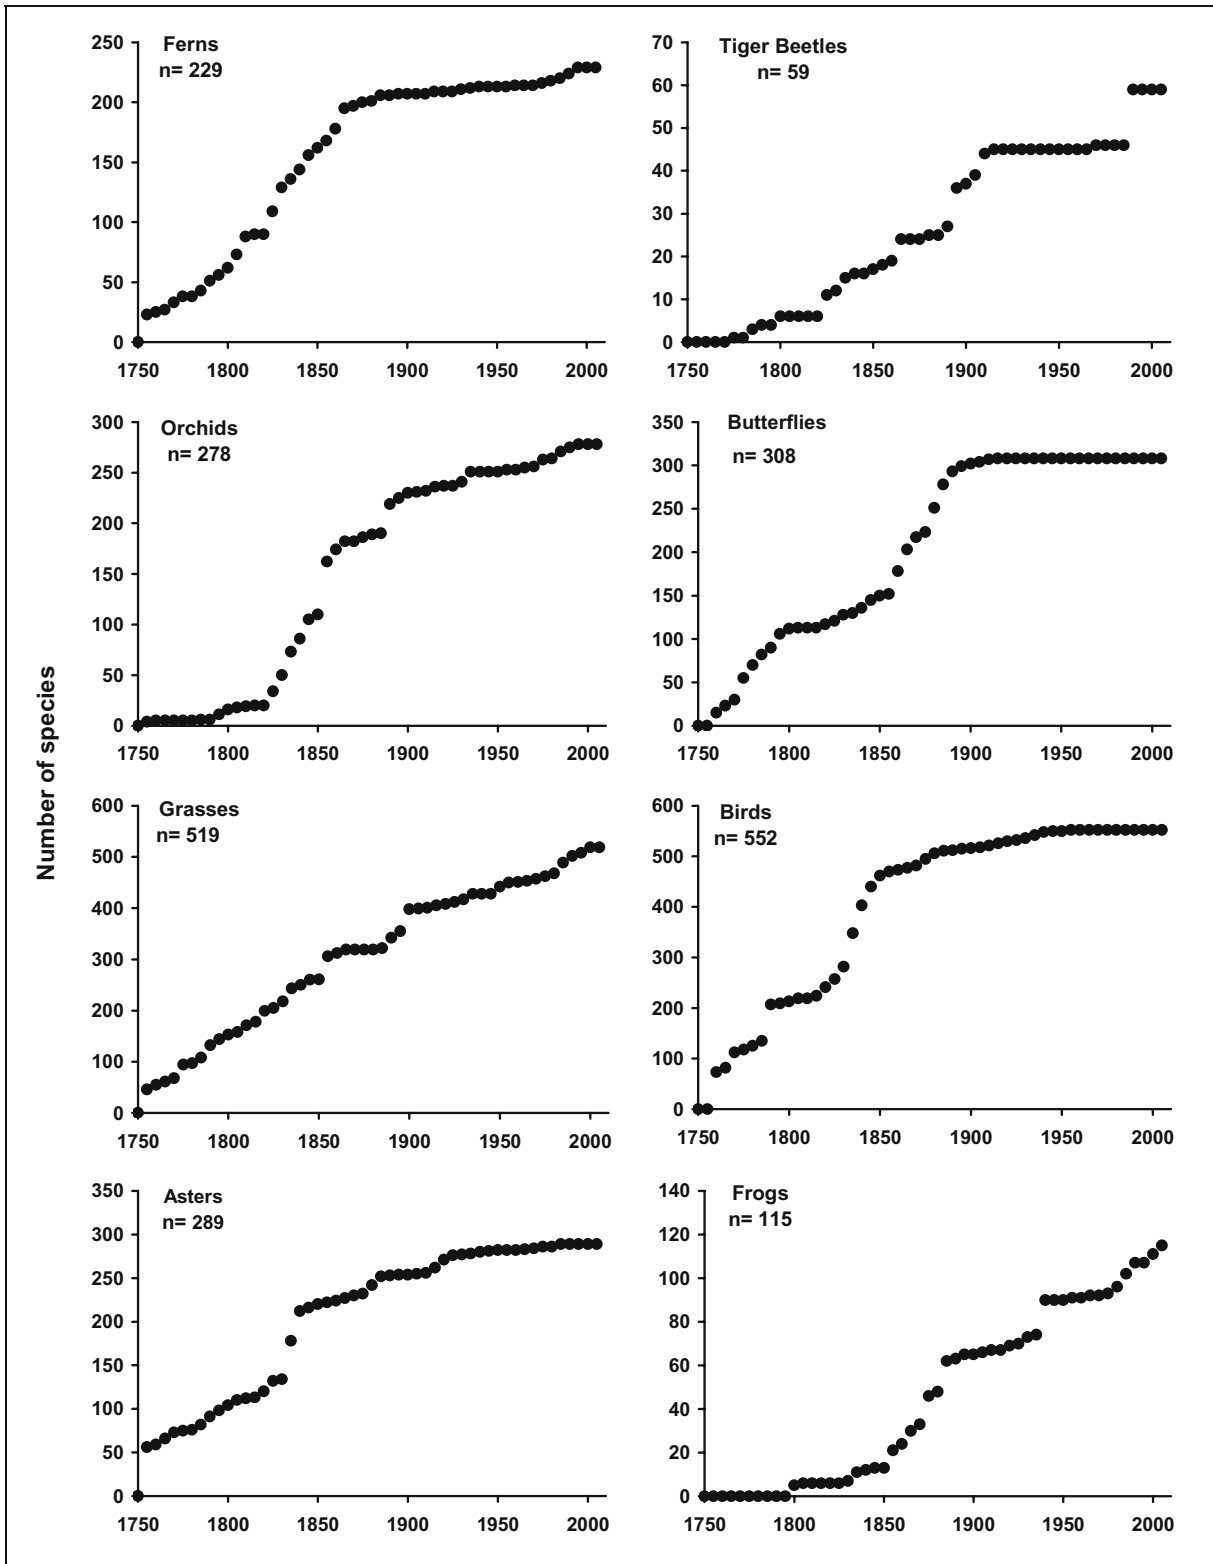 Number of species
Ferns
n= 229
250
200
150
100
50
0
1750 1800 1850 1900 1950 2000
Tiger Beetles
n= 59
70
60
50
40
30
20
10
0
1750 1800 1850 1900 1950 2000
Orchids
n= 278
300
250
200
150
100
50
0
1750 1800 1850 1900 1950 2000
Butterflies
n= 308
350
300
250
200
150
100
50
0
1750 1800 1850 1900 1950 2000
Grasses
n= 519
600
500
400
300
200
100
0
1750 1800 1850 1900 1950 2000
Birds
n= 552
600
500
400
300
200
100
0
1750 1800 1850 1900 1950 2000
Asters
n= 289
350
300
250
200
150
100
50
0
1750 1800 1850 1900 1950 2000
Frogs
n= 115
140
120
100
80
60
40
20
0
1750 1800 1850 1900 1950 2000